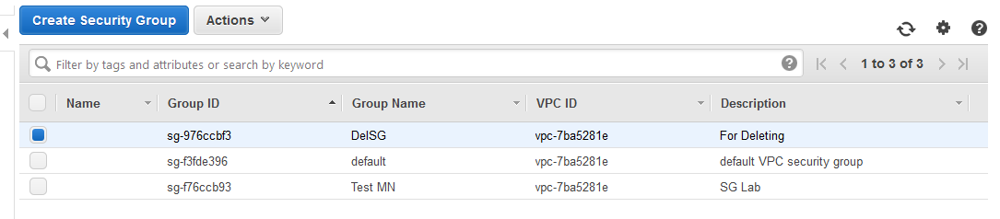 Create Security Group Actions
Filter by tags and attributes or search by keyword 1 to 3 of 3
Name Group ID Group Name VPC ID Description
sg-976ccbf3 DelSG vpc-7ba5281e For Deleting
sg-f3fde396 default vpc-7ba5281e default VPC security group
sg-f76ccb93 Test MN vpc-7ba5281e SG Lab